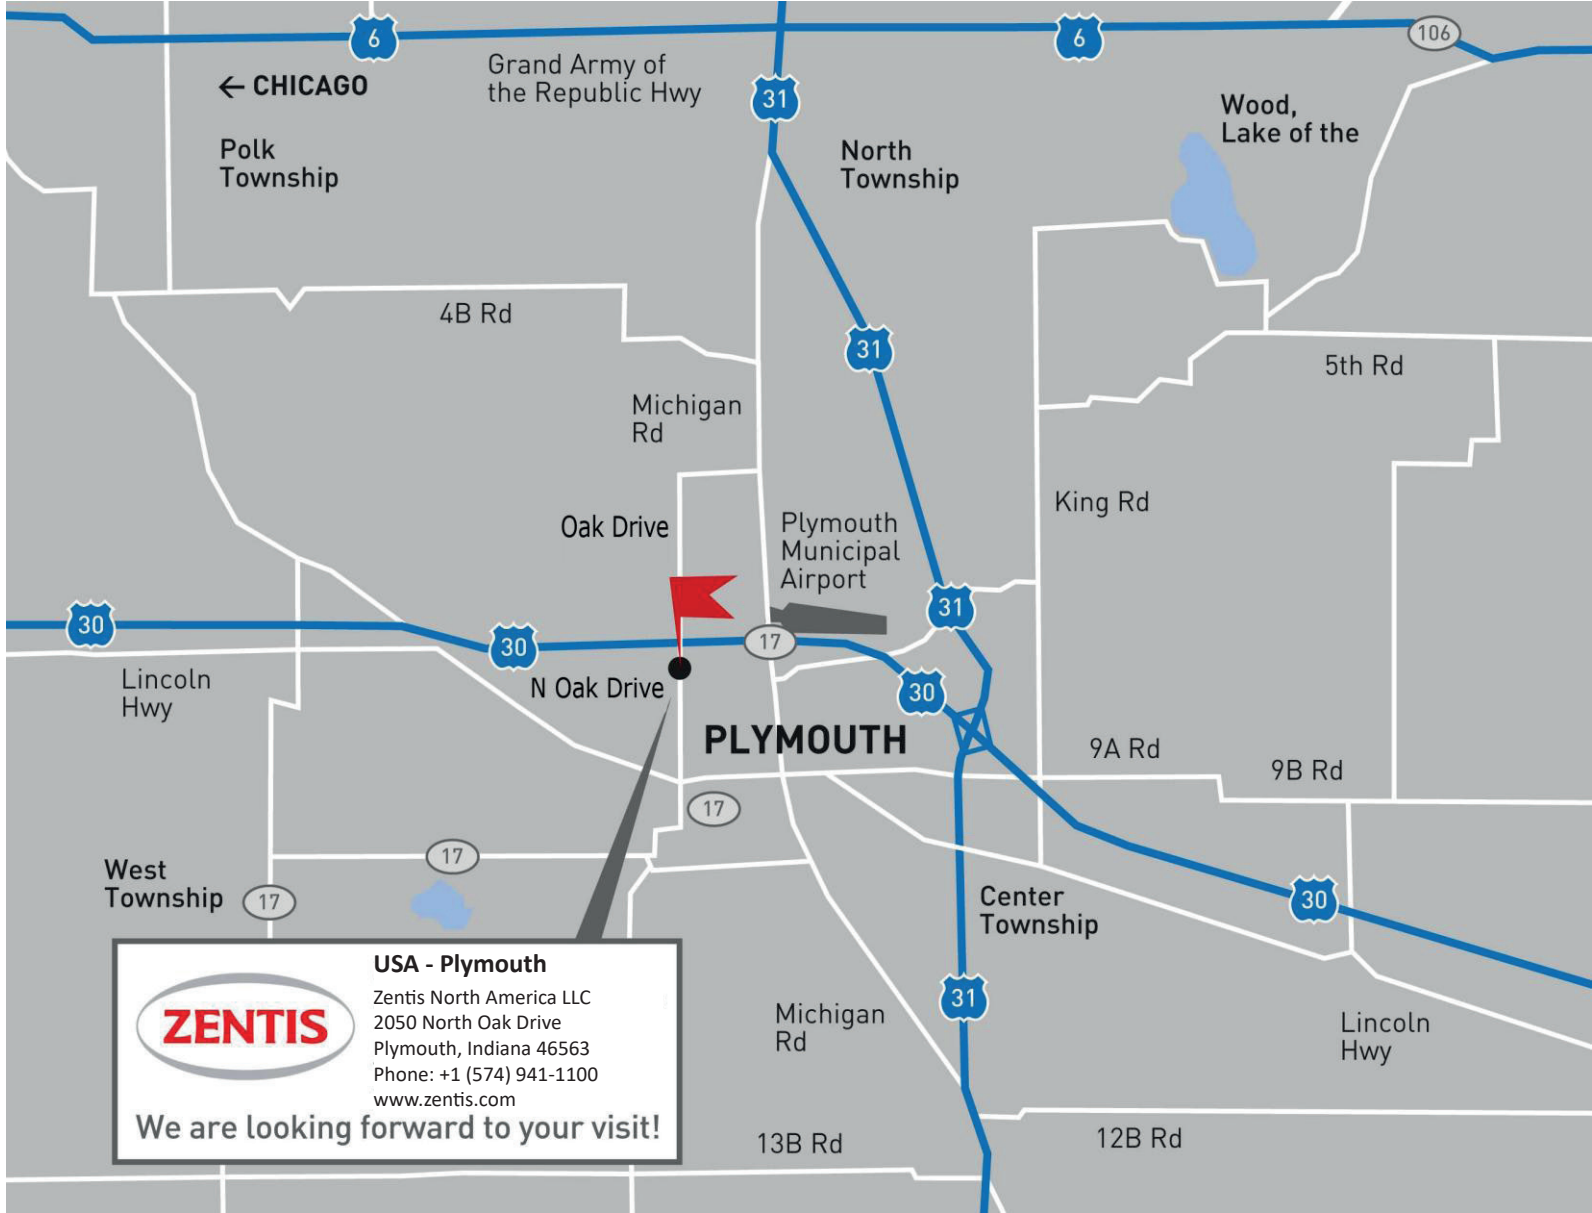 6
6
106
Grand Army of
the Republic Hwy
← CHICAGO
31
Wood,
Lake of the
Polk
Township
North
Township
4B Rd
31
5th Rd
Michigan
Rd
King Rd
Oak Drive
Plymouth
Municipal
Airport
31
30
30
17
Lincoln
Hwy
N Oak Drive
30
PLYMOUTH
9A Rd
9B Rd
17
17
West
Township
17
Center
Township
30
ZENTIS
USA - Plymouth
Zentis North America LLC
2050 North Oak Drive
Plymouth, Indiana 46563
Phone: +1 (574) 941-1100
www.zentis.com
We are looking forward to your visit!
31
Michigan
Rd
Lincoln
Hwy
13B Rd
12B Rd